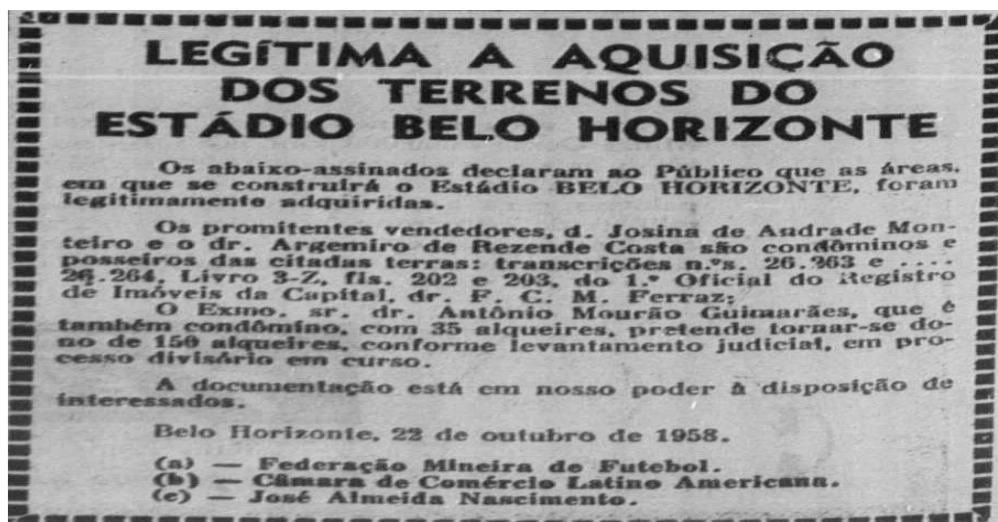 LEGÍTIMA A AQUISIÇÃO
DOS TERRENOS DO
ESTÁDIO BELO HORIZONTE
Os abaixo-assinados declaram ao Público que as áreas,
em que se construirá o Estádio BELO HORIZONTE, foram
legitimamente adquiridas.
Os promitentes vendedores, d. Josina de Andrade Mon-
teiro e o dr. Argemiro de Rezende Costa são condôminos e
posseiros das citadas terras: transcrições n.ºs. 26.263 e ....
26.264, Livro 3-Z, fls. 202 e 203, do 1.º Oficial do Registro
de Imóveis da Capital, dr. F. C. M. Ferraz;
O Exmo. sr. dr. Antônio Mourão Guimarães, que é
também condômino, com 35 alqueires, pretende tornar-se do-
no de 150 alqueires, conforme levantamento judicial, em pro-
cesso divisório em curso.
A documentação está em nosso poder à disposição de
interessados.
Belo Horizonte, 22 de outubro de 1958.
(a) — Federação Mineira de Futebol.
(b) — Câmara de Comércio Latino Americana.
(c) — José Almeida Nascimento.